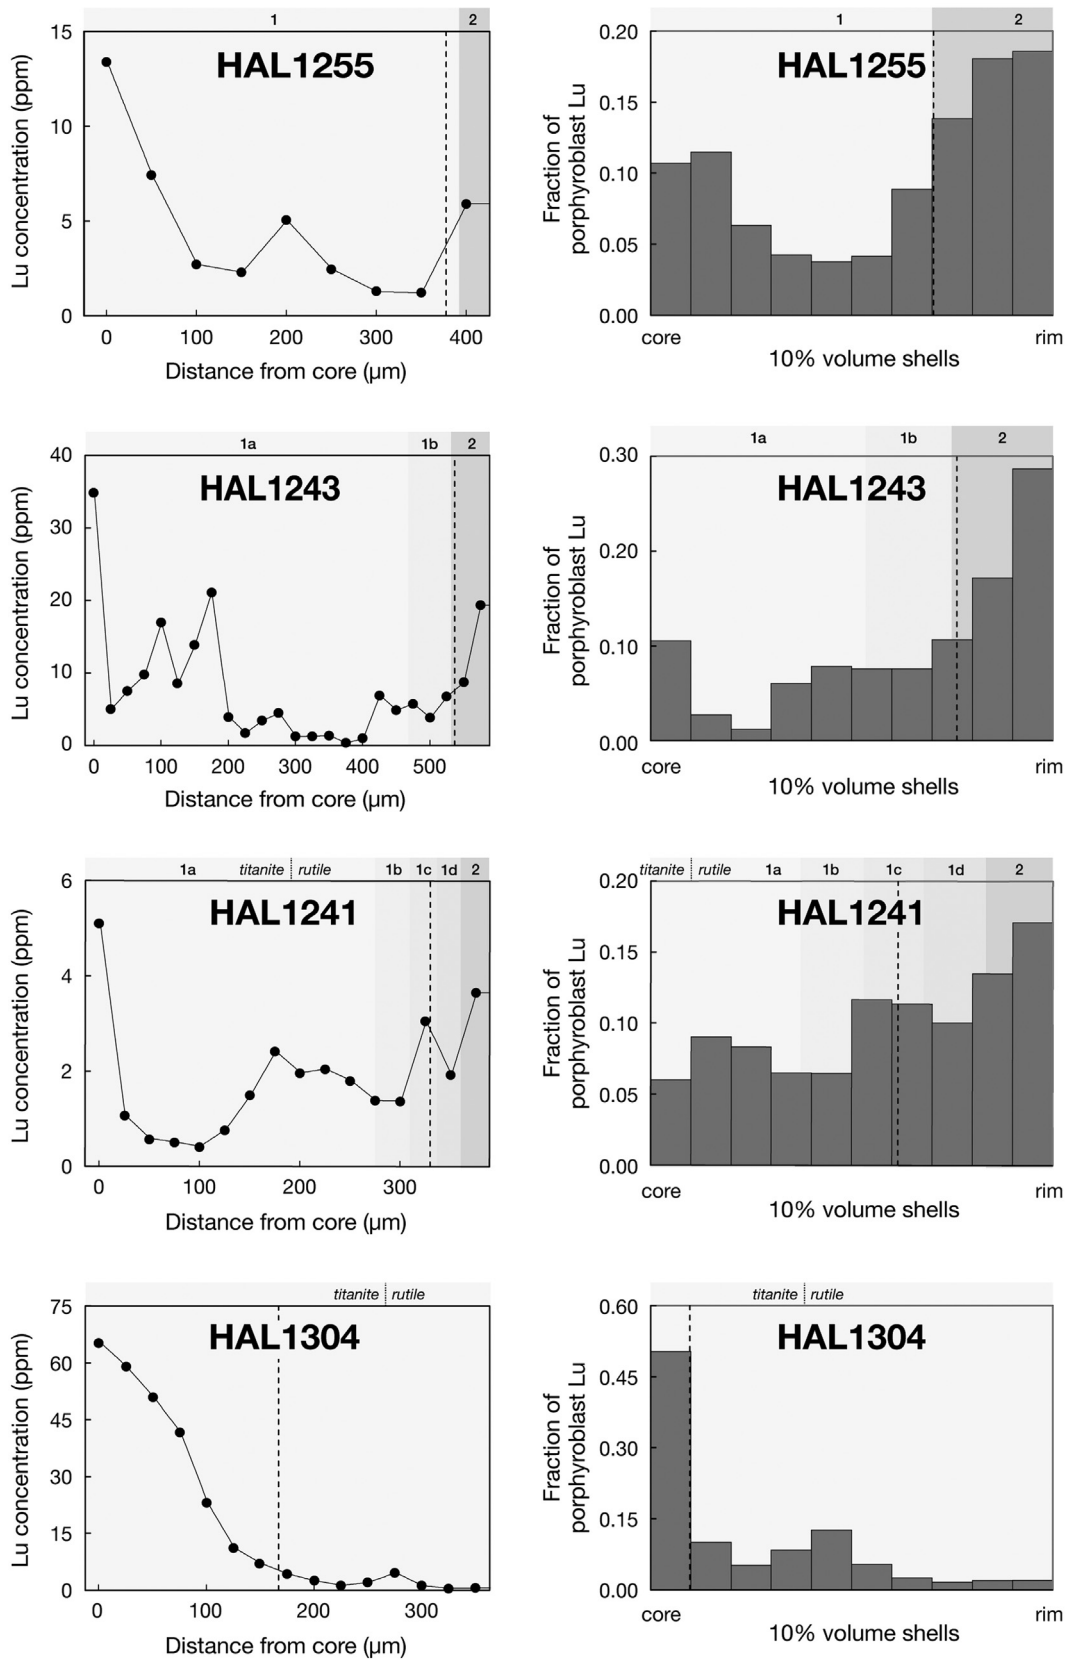 1 2
HAL1255
Lu concentration (ppm)
15
10
5
0
0 100 200 300 400
Distance from core (µm)
1 2
HAL1255
Fraction of
porphyroblast Lu
0.20
0.15
0.10
0.05
0.00
core rim
10% volume shells
1a 1b 2
HAL1243
Lu concentration (ppm)
40
30
20
10
0
0 100 200 300 400 500
Distance from core (µm)
1a 1b 2
HAL1243
Fraction of
porphyroblast Lu
0.30
0.20
0.10
0.00
core rim
10% volume shells
1a titanite rutile 1b 1c 1d 2
HAL1241
Lu concentration (ppm)
6
4
2
0
0 100 200 300
Distance from core (µm)
titanite rutile 1a 1b 1c 1d 2
HAL1241
Fraction of
porphyroblast Lu
0.20
0.15
0.10
0.05
0.00
core rim
10% volume shells
titanite rutile
HAL1304
Lu concentration (ppm)
75
60
45
30
15
0
0 100 200 300
Distance from core (µm)
titanite rutile
HAL1304
Fraction of
porphyroblast Lu
0.60
0.45
0.30
0.15
0.00
core rim
10% volume shells